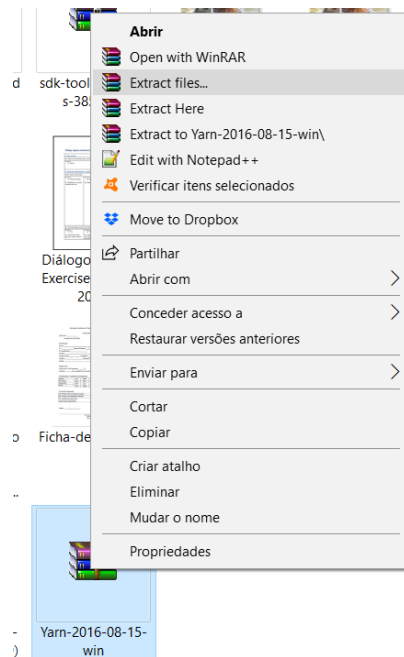 Abrir
Open with WinRAR
Extract files...
Extract Here
Extract to Yarn-2016-08-15-win\
Edit with Notepad++
Verificar itens selecionados
Move to Dropbox
Partilhar
Abrir com
Conceder acesso a
Restaurar versões anteriores
Enviar para
Cortar
Copiar
Criar atalho
Eliminar
Mudar o nome
Propriedades
d
sdk-tool
s-38
Diálogo
Exercise
20
o
Ficha-de
...
Yarn-2016-08-15-
win